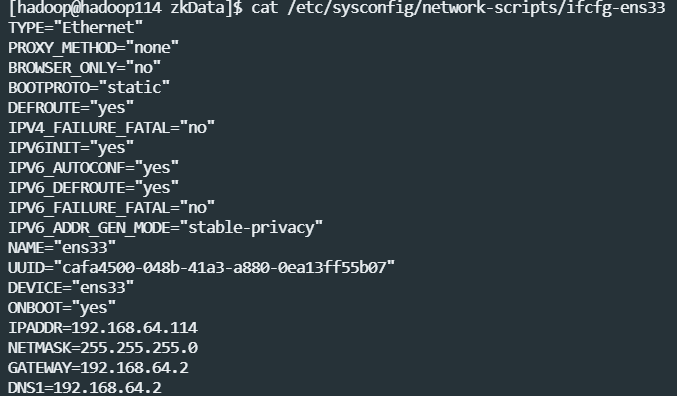 [hadoop@hadoop114 zkData]$ cat /etc/sysconfig/network-scripts/ifcfg-ens33
TYPE="Ethernet"
PROXY_METHOD="none"
BROWSER_ONLY="no"
BOOTPROTO="static"
DEFROUTE="yes"
IPV4_FAILURE_FATAL="no"
IPV6INIT="yes"
IPV6_AUTOCONF="yes"
IPV6_DEFROUTE="yes"
IPV6_FAILURE_FATAL="no"
IPV6_ADDR_GEN_MODE="stable-privacy"
NAME="ens33"
UUID="cafa4500-048b-41a3-a880-0ea13ff55b07"
DEVICE="ens33"
ONBOOT="yes"
IPADDR=192.168.64.114
NETMASK=255.255.255.0
GATEWAY=192.168.64.2
DNS1=192.168.64.2